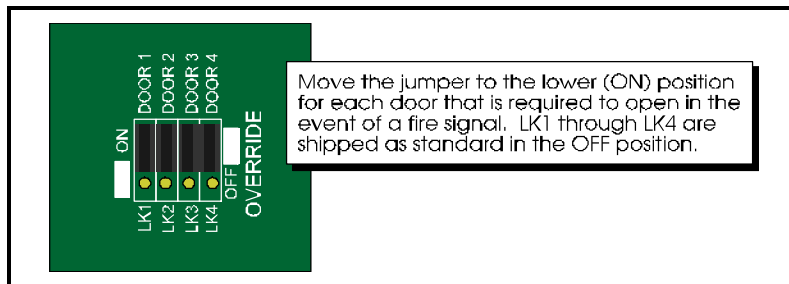 DOOR 1
DOOR 2
DOOR 3
DOOR 4
ON
OFF
OVERRIDE
LK1
LK2
LK3
LK4
Move the jumper to the lower (ON) position
for each door that is required to open in the
event of a fire signal. LK1 through LK4 are
shipped as standard in the OFF position.